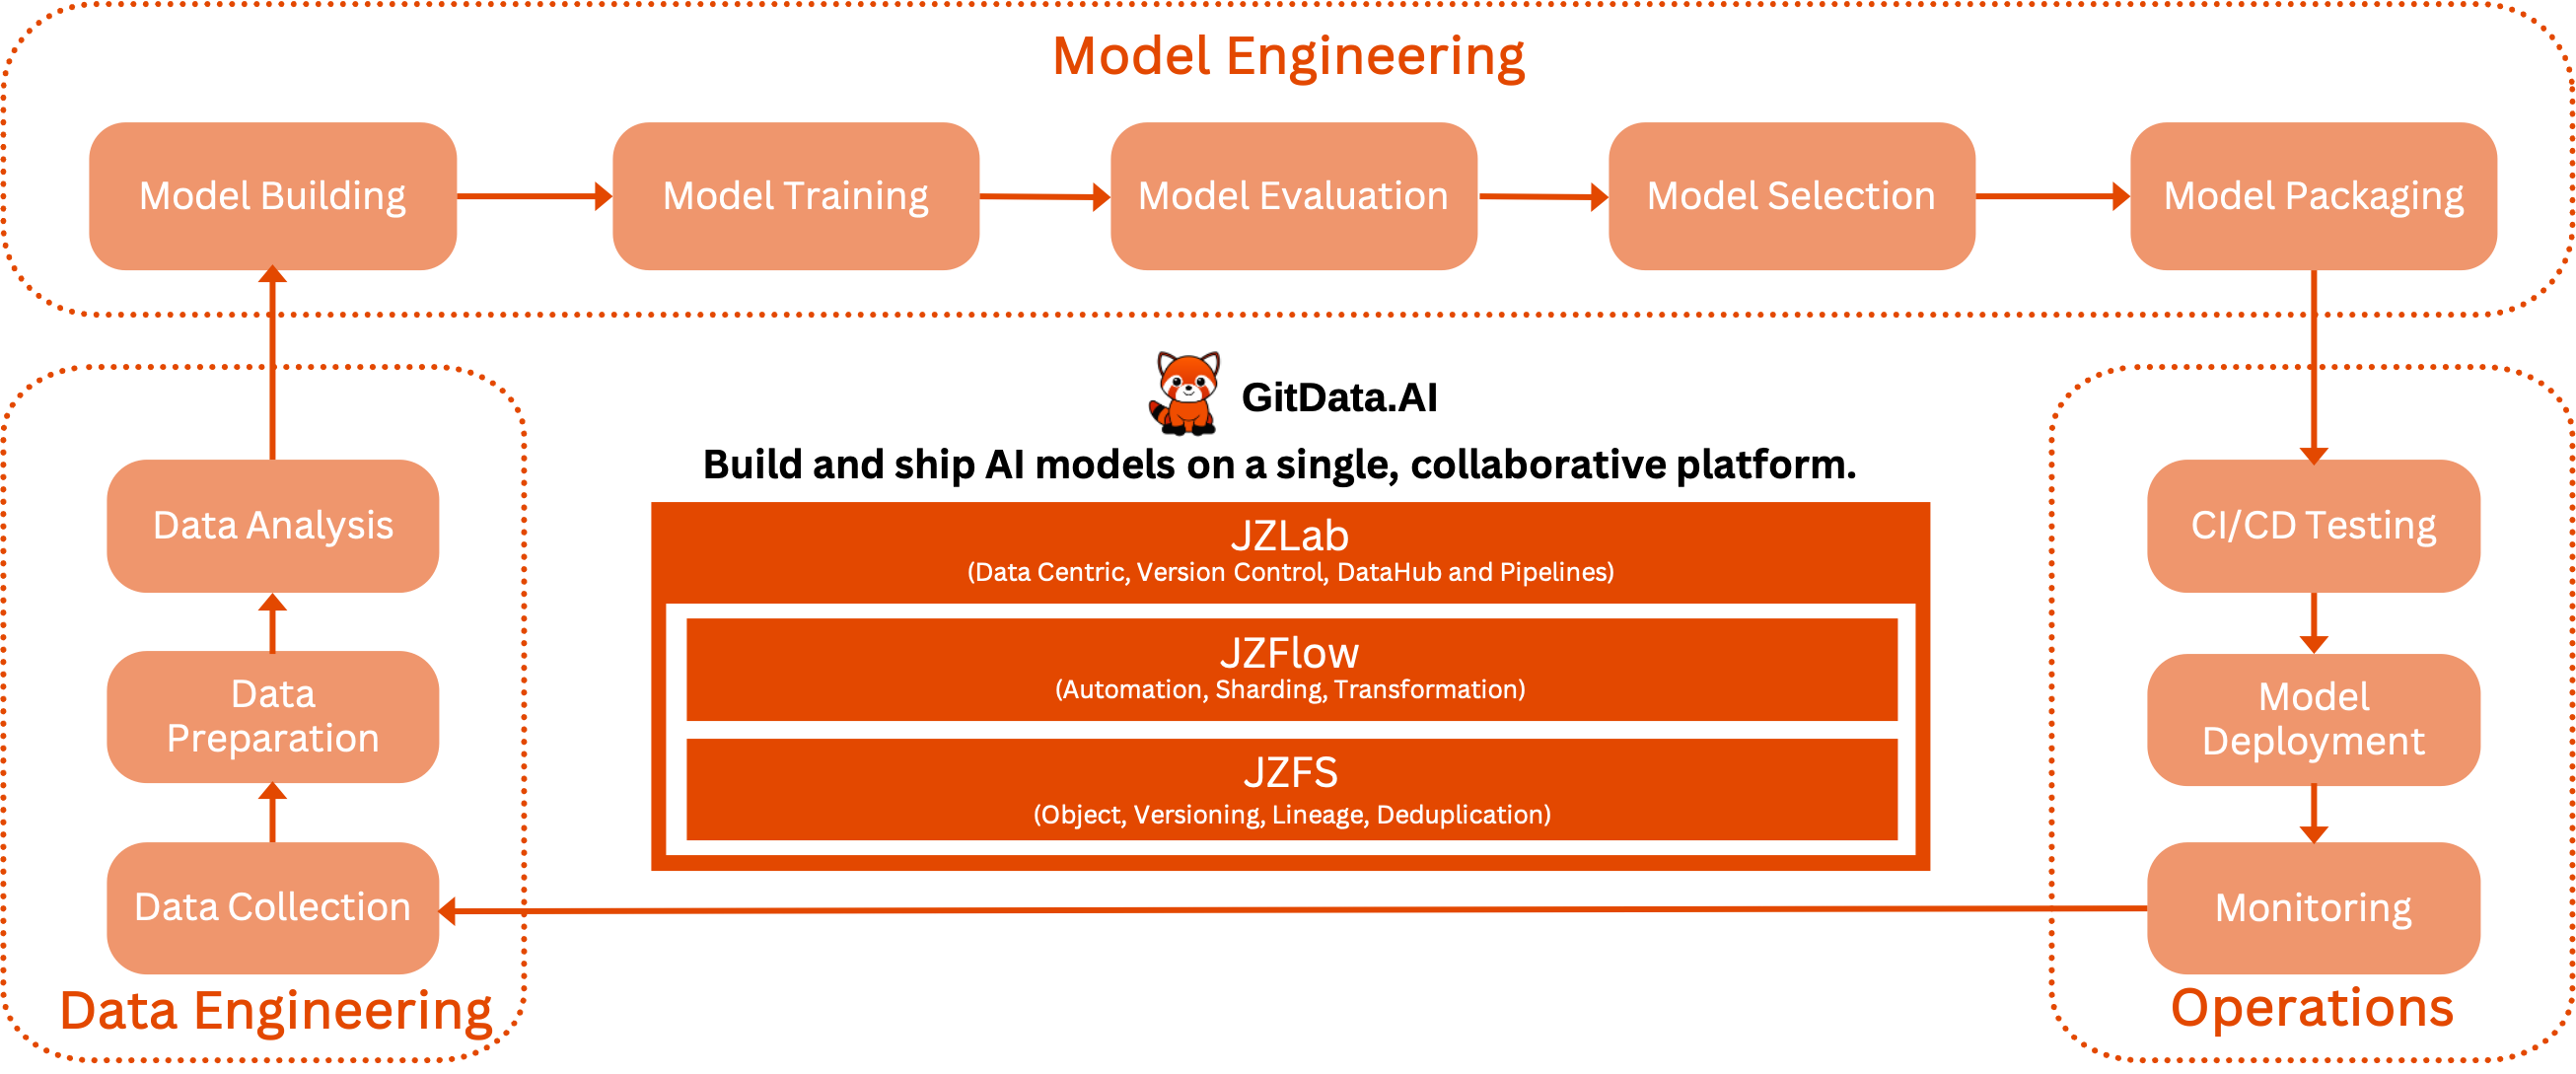 Model Engineering
Model Building
Model Training
Model Evaluation
Model Selection
Model Packaging
GitData.AI
Build and ship AI models on a single, collaborative platform.
JZLab
(Data Centric, Version Control, DataHub and Pipelines)
JZFlow
(Automation, Sharding, Transformation)
JZFS
(Object, Versioning, Lineage, Deduplication)
Data Analysis
Data
Preparation
Data Collection
Data Engineering
CI/CD Testing
Model
Deployment
Monitoring
Operations